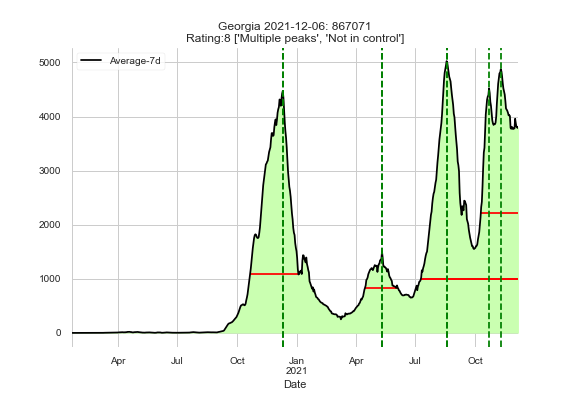 Georgia 2021-12-06: 867071
Rating:8 ['Multiple peaks', 'Not in control']
Average-7d
5000
4000
3000
2000
1000
0
Apr
Jul
Oct
Jan
2021
Apr
Jul
Oct
Date